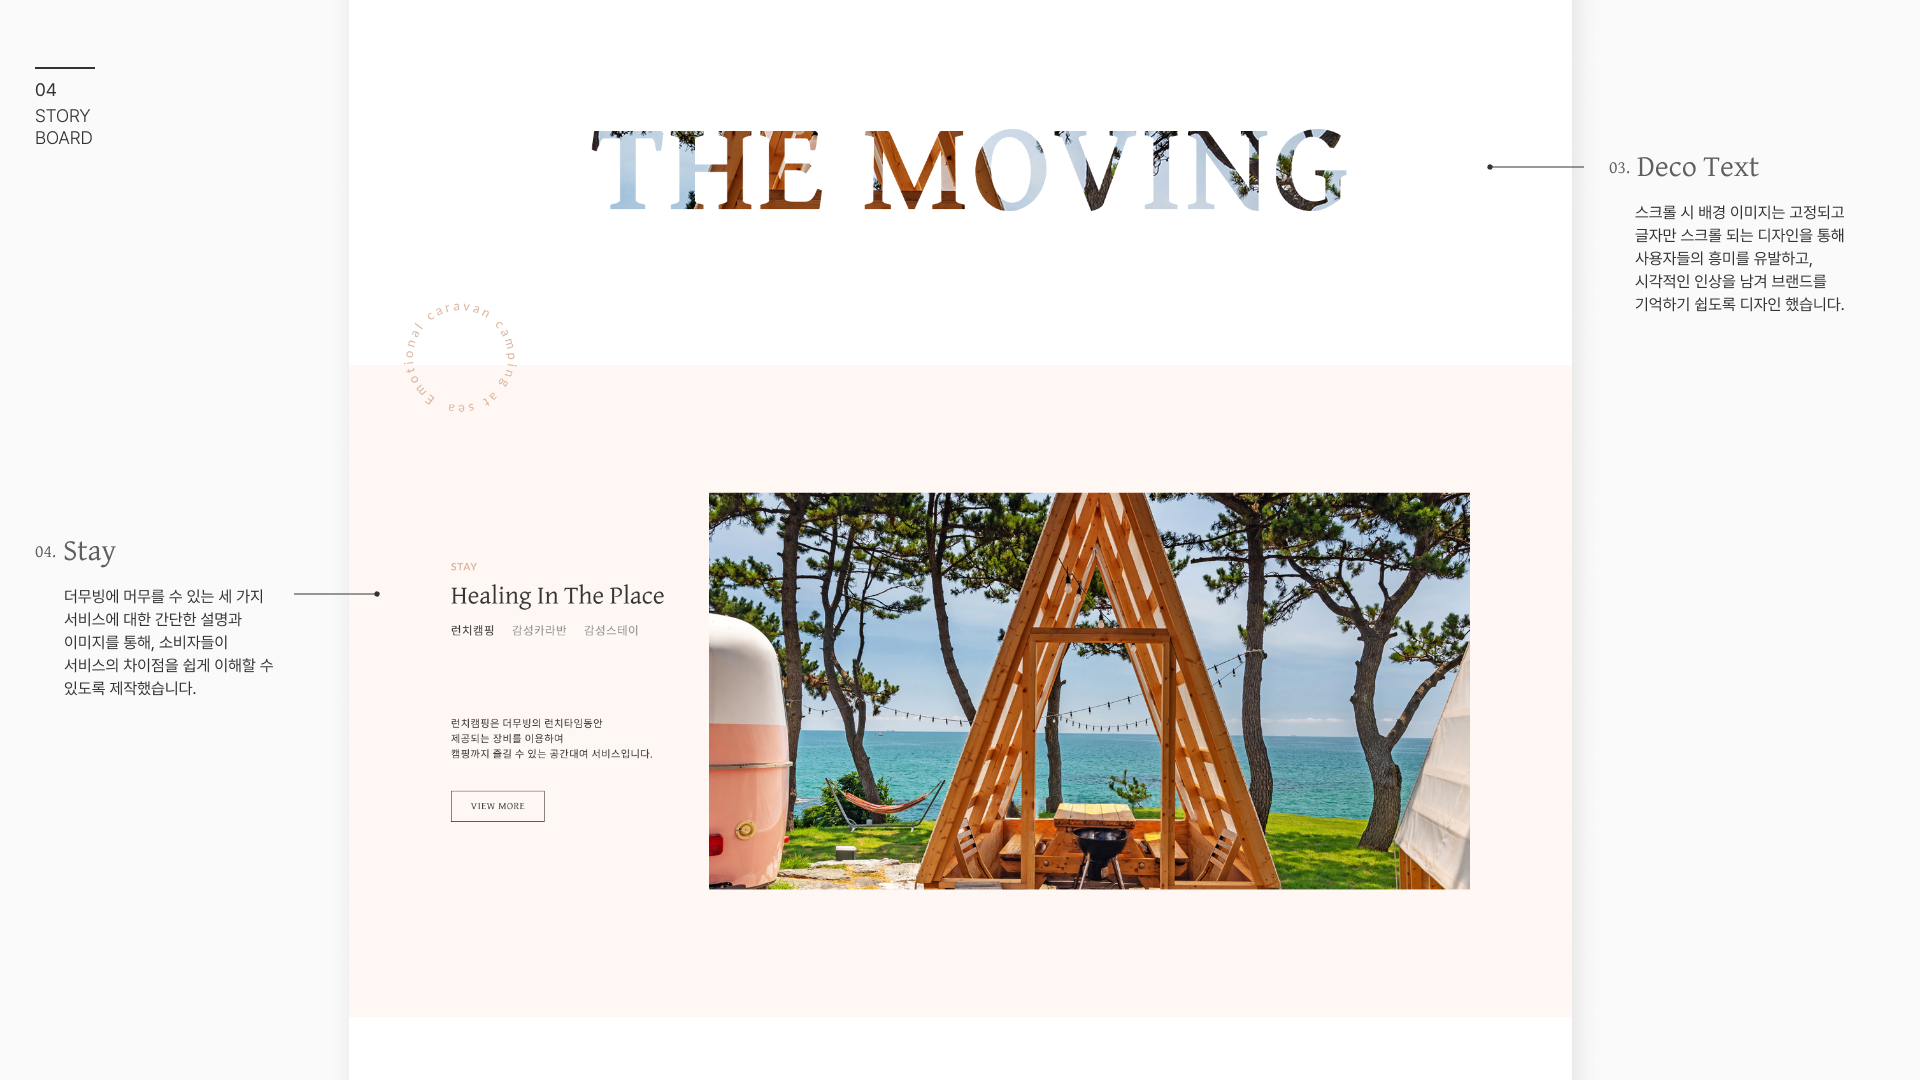 04
STORY
BOARD
THE MOVING
03. Deco Text
스크롤 시 배경 이미지는 고정되고
글자만 스크롤 되는 디자인을 통해
사용자들의 흥미를 유발하고,
시각적인 인상을 남겨 브랜드를
기억하기 쉽도록 디자인 했습니다.
Emotional caravan camping at sea
04. Stay
더무빙에 머무를 수 있는 세 가지
서비스에 대한 간단한 설명과
이미지를 통해, 소비자들이
서비스의 차이점을 쉽게 이해할 수
있도록 제작했습니다.
STAY
Healing In The Place
런치캠핑 감성카라반 감성스테이
런치캠핑은 더무빙의 런치타임동안
제공되는 장비를 이용하여
캠핑까지 즐길 수 있는 공간대여 서비스입니다.
VIEW MORE